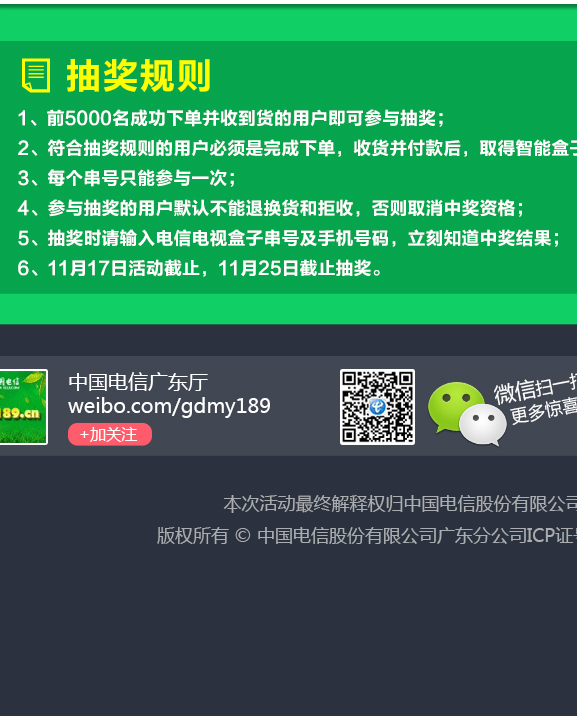 抽奖规则
1、前5000名成功下单并收到货的用户即可参与抽奖；
2、符合抽奖规则的用户必须是完成下单，收货并付款后，取得智能盒子
3、每个串号只能参与一次；
4、参与抽奖的用户默认不能退换货和拒收，否则取消中奖资格；
5、抽奖时请输入电信电视盒子串号及手机号码，立刻知道中奖结果；
6、11月17日活动截止，11月25日截止抽奖。
189.cn
中国电信广东厅
weibo.com/gdmy189
+加关注
微信扫一扫
更多惊喜
本次活动最终解释权归中国电信股份有限公司
版权所有 © 中国电信股份有限公司广东分公司ICP证号